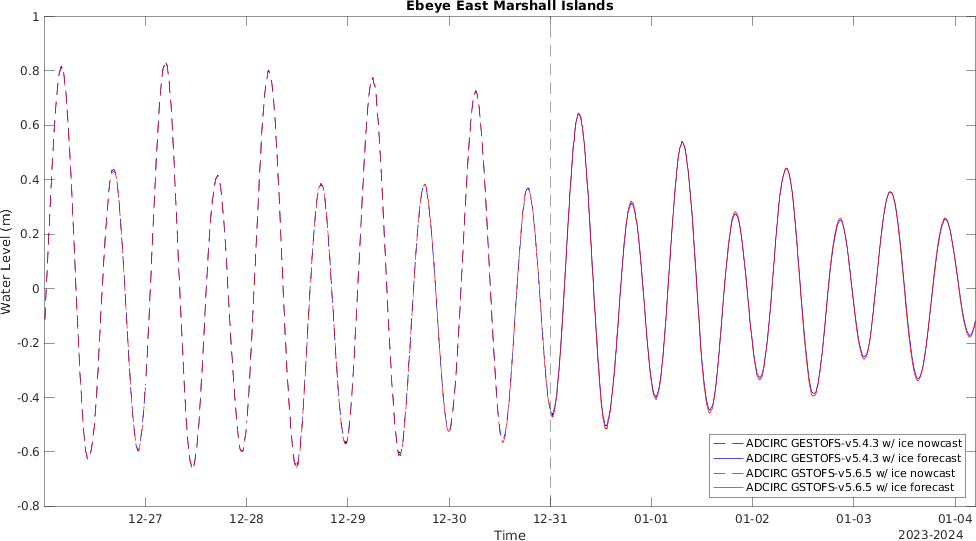 Ebeye East Marshall Islands
1
0.8
0.6
0.4
0.2
0
-0.2
-0.4
-0.6
-0.8
Water Level (m)
ADCIRC GESTOFS-v5.4.3 w/ ice nowcast
ADCIRC GESTOFS-v5.4.3 w/ ice forecast
ADCIRC GSTOFS-v5.6.5 w/ ice nowcast
ADCIRC GSTOFS-v5.6.5 w/ ice forecast
12-27 12-28 12-29 12-30 12-31 01-01 01-02 01-03 01-04
Time
2023-2024